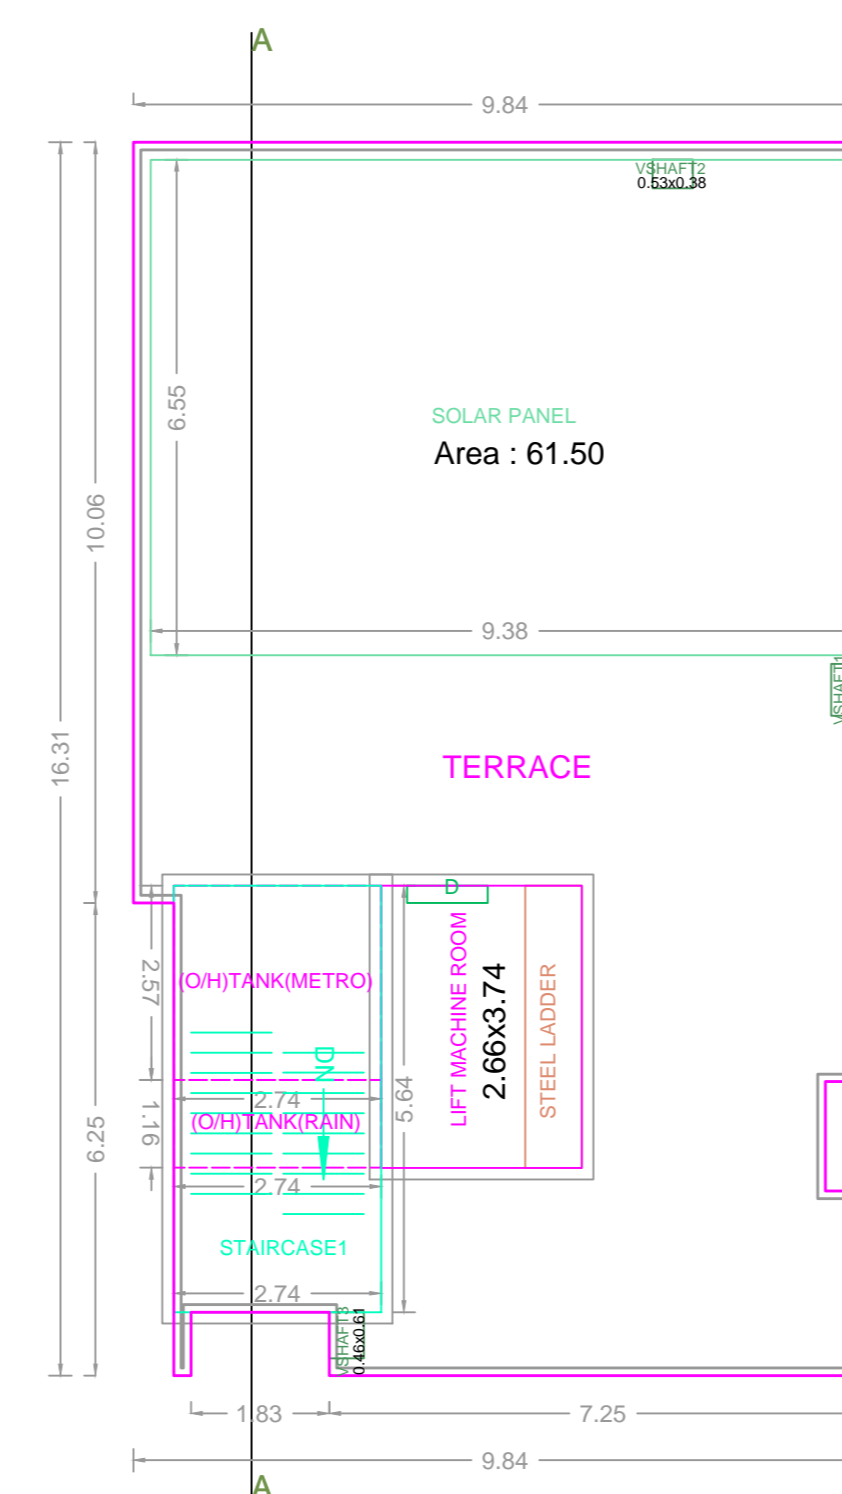 A
9.84
VSHAFT2
0.53x0.38
6.55
SOLAR PANEL
Area : 61.50
10.06
9.38
VSHAFT1
16.31
TERRACE
D
(O/H)TANK(METRO)
2.57
LIFT MACHINE ROOM
2.66x3.74
STEEL LADDER
DN
2.74
5.64
(O/H)TANK(RAIN)
1.16
6.25
2.74
STAIRCASE1
2.74
VSHAFT3
0.46x0.61
1.83
7.25
9.84
A